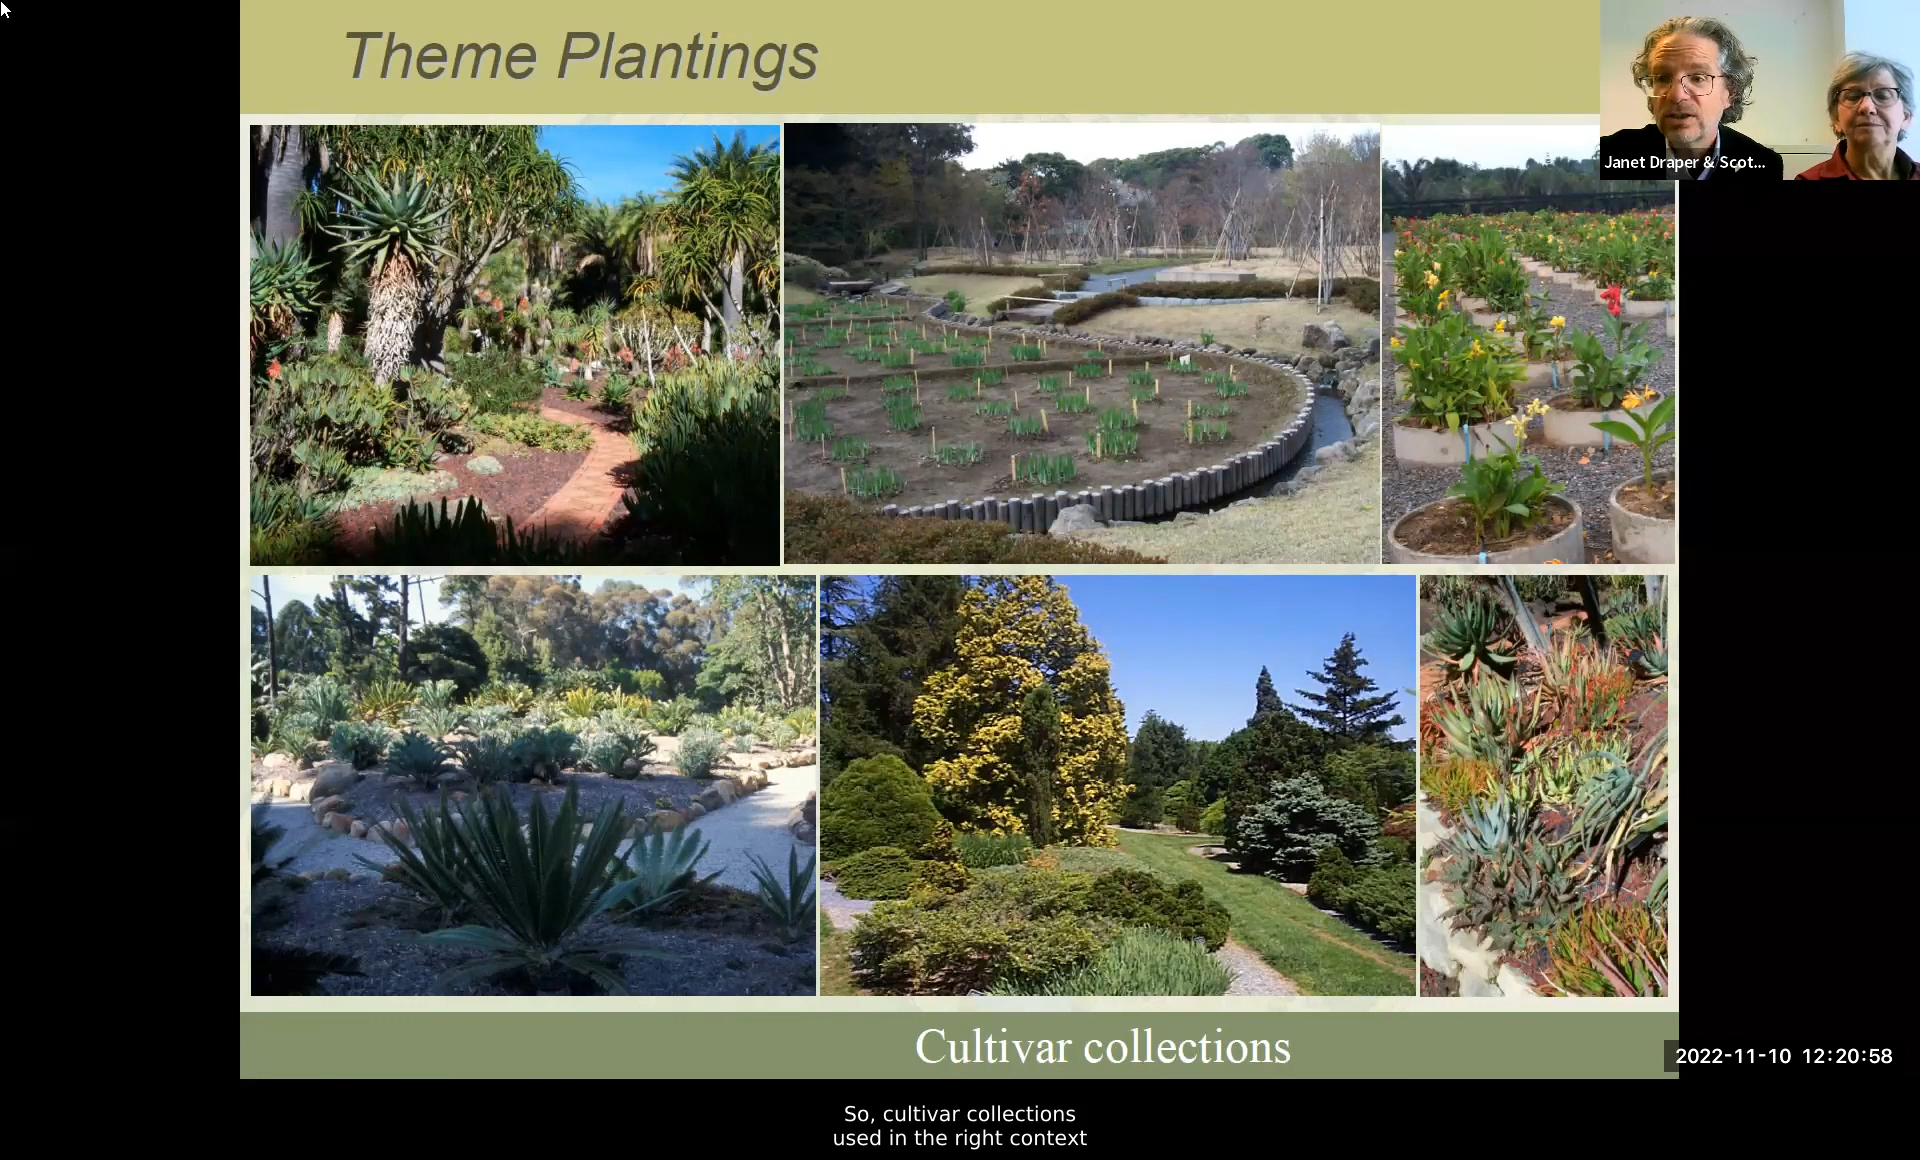 Theme Plantings
Janet Draper & Scot...
Cultivar collections
2022-11-10 12:20:58
So, cultivar collections
used in the right context